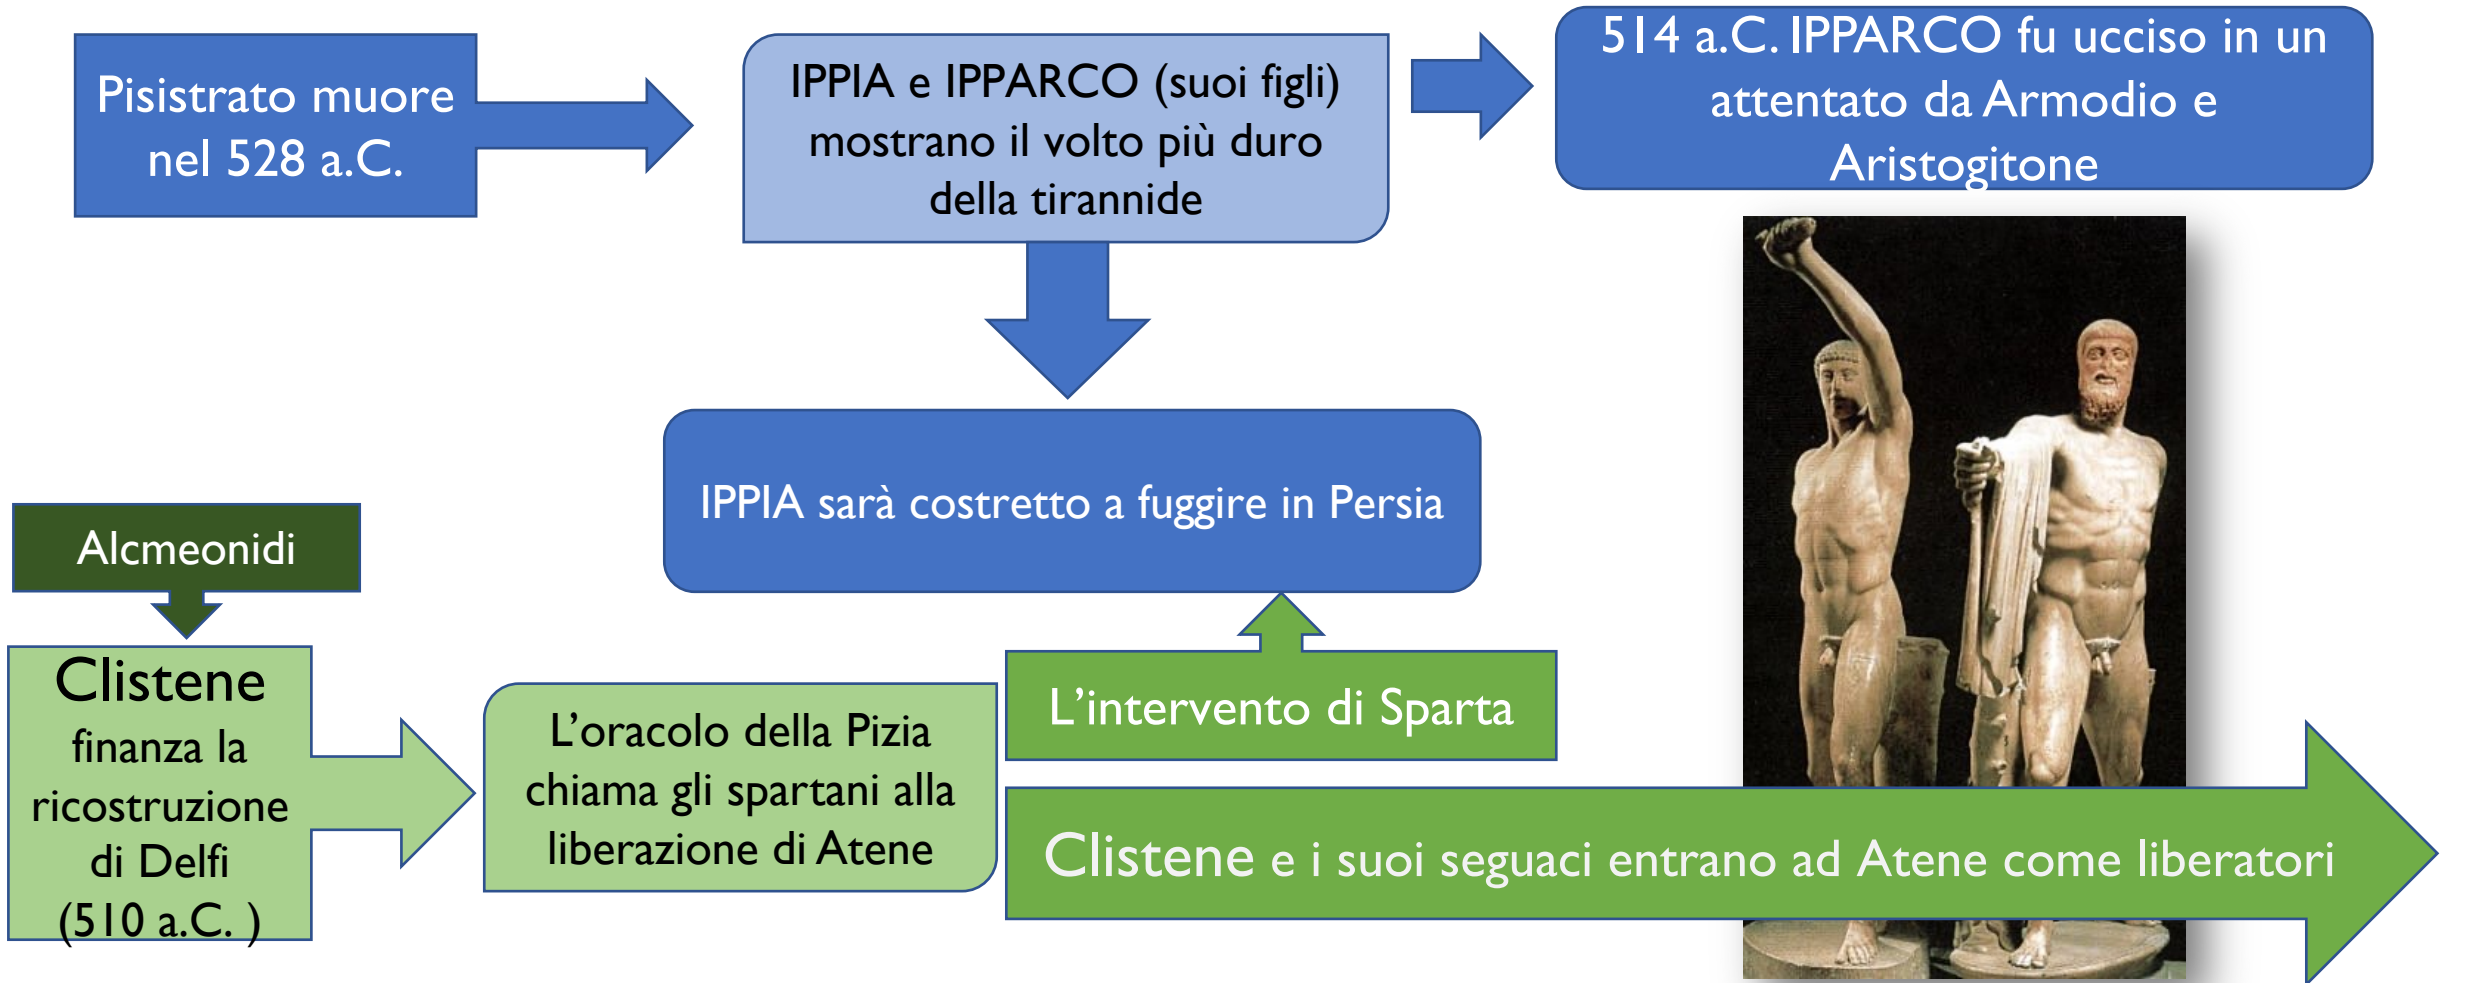 Pisistrato muore
nel 528 a.C.
IPPIA e IPPARCO (suoi figli)
mostrano il volto più duro
della tirannide
514 a.C. IPPARCO fu ucciso in un
attentato da Armodio e
Aristogitone
IPPIA sarà costretto a fuggire in Persia
Alcmeonidi
Clistene
finanza la
ricostruzione
di Delfi
(510 a.C. )
L’oracolo della Pizia
chiama gli spartani alla
liberazione di Atene
L’intervento di Sparta
Clistene e i suoi seguaci entrano ad Atene come liberatori